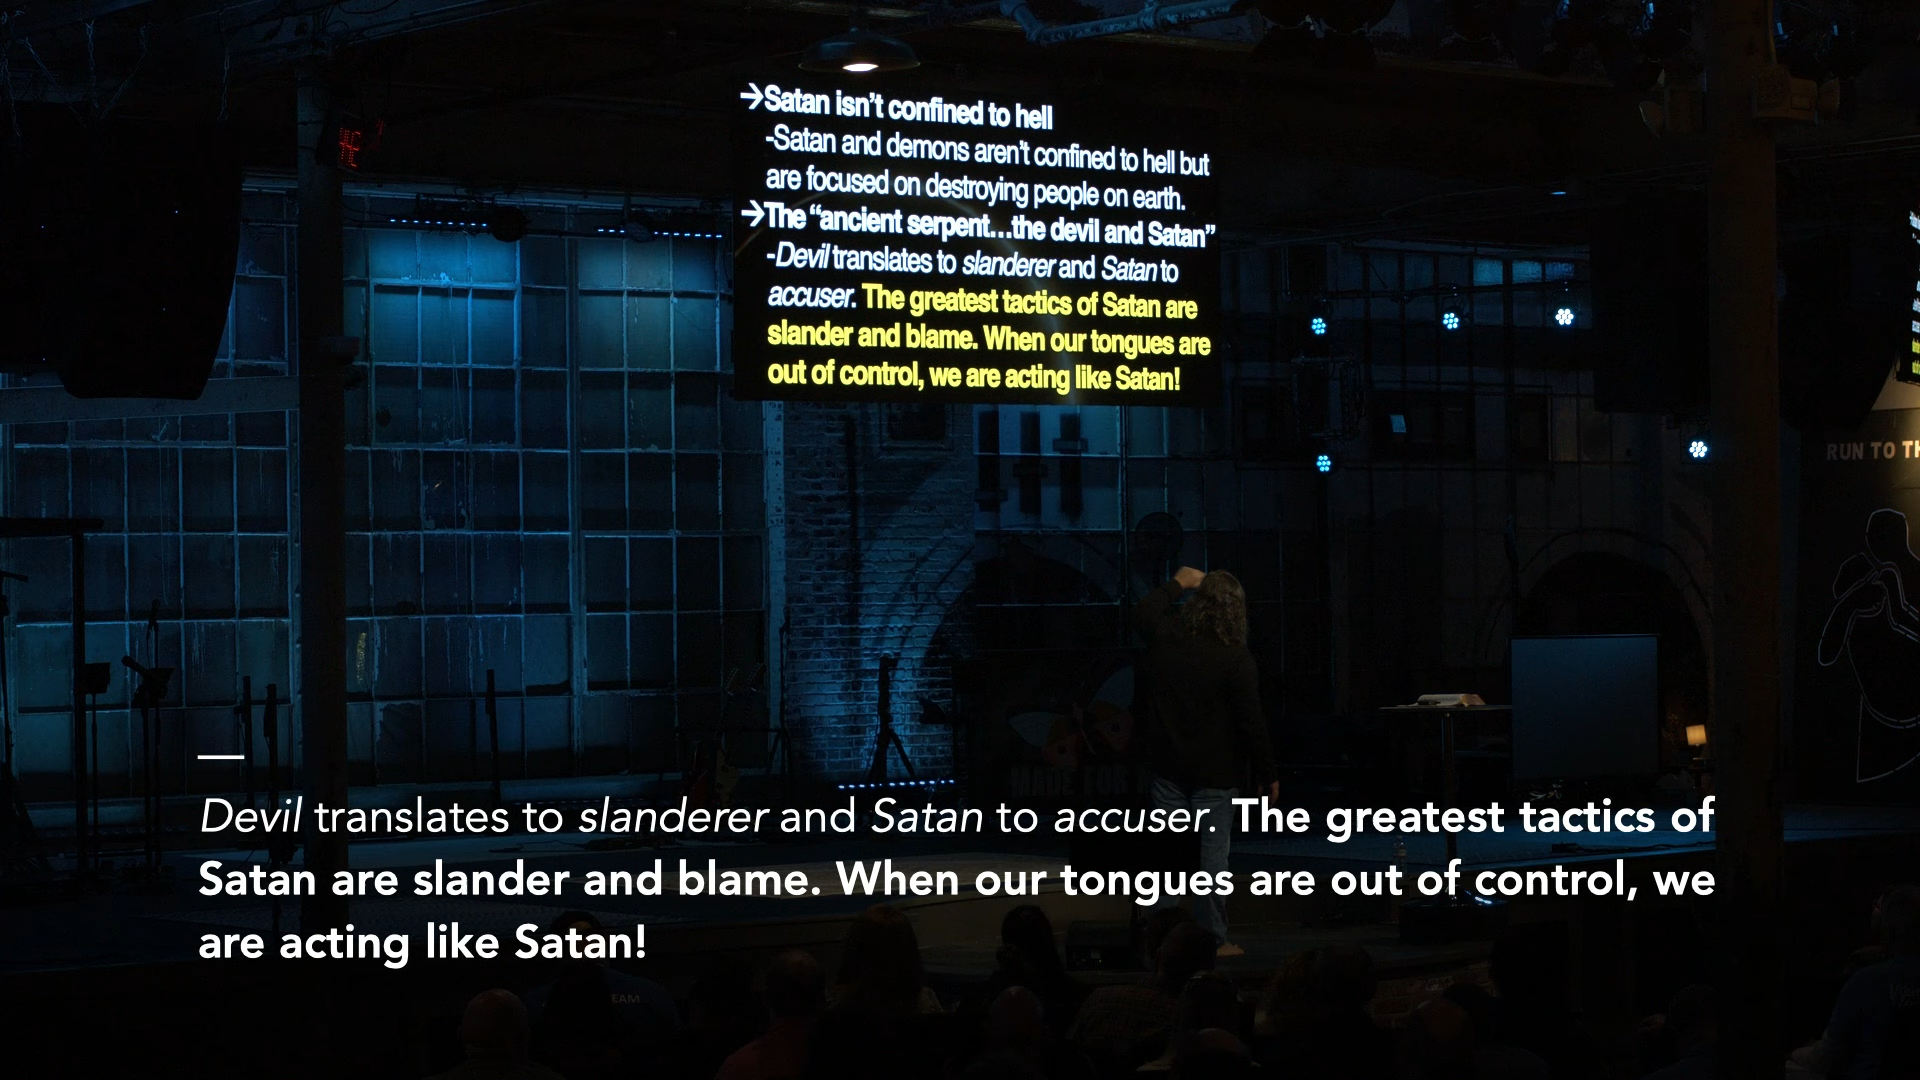 →Satan isn’t confined to hell
-Satan and demons aren’t confined to hell but
are focused on destroying people on earth.
→The “ancient serpent...the devil and Satan”
-Devil translates to slanderer and Satan to
accuser. The greatest tactics of Satan are
slander and blame. When our tongues are
out of control, we are acting like Satan!
RUN TO TH
MADE FOR
Devil translates to slanderer and Satan to accuser. The greatest tactics of
Satan are slander and blame. When our tongues are out of control, we
are acting like Satan!
EAM